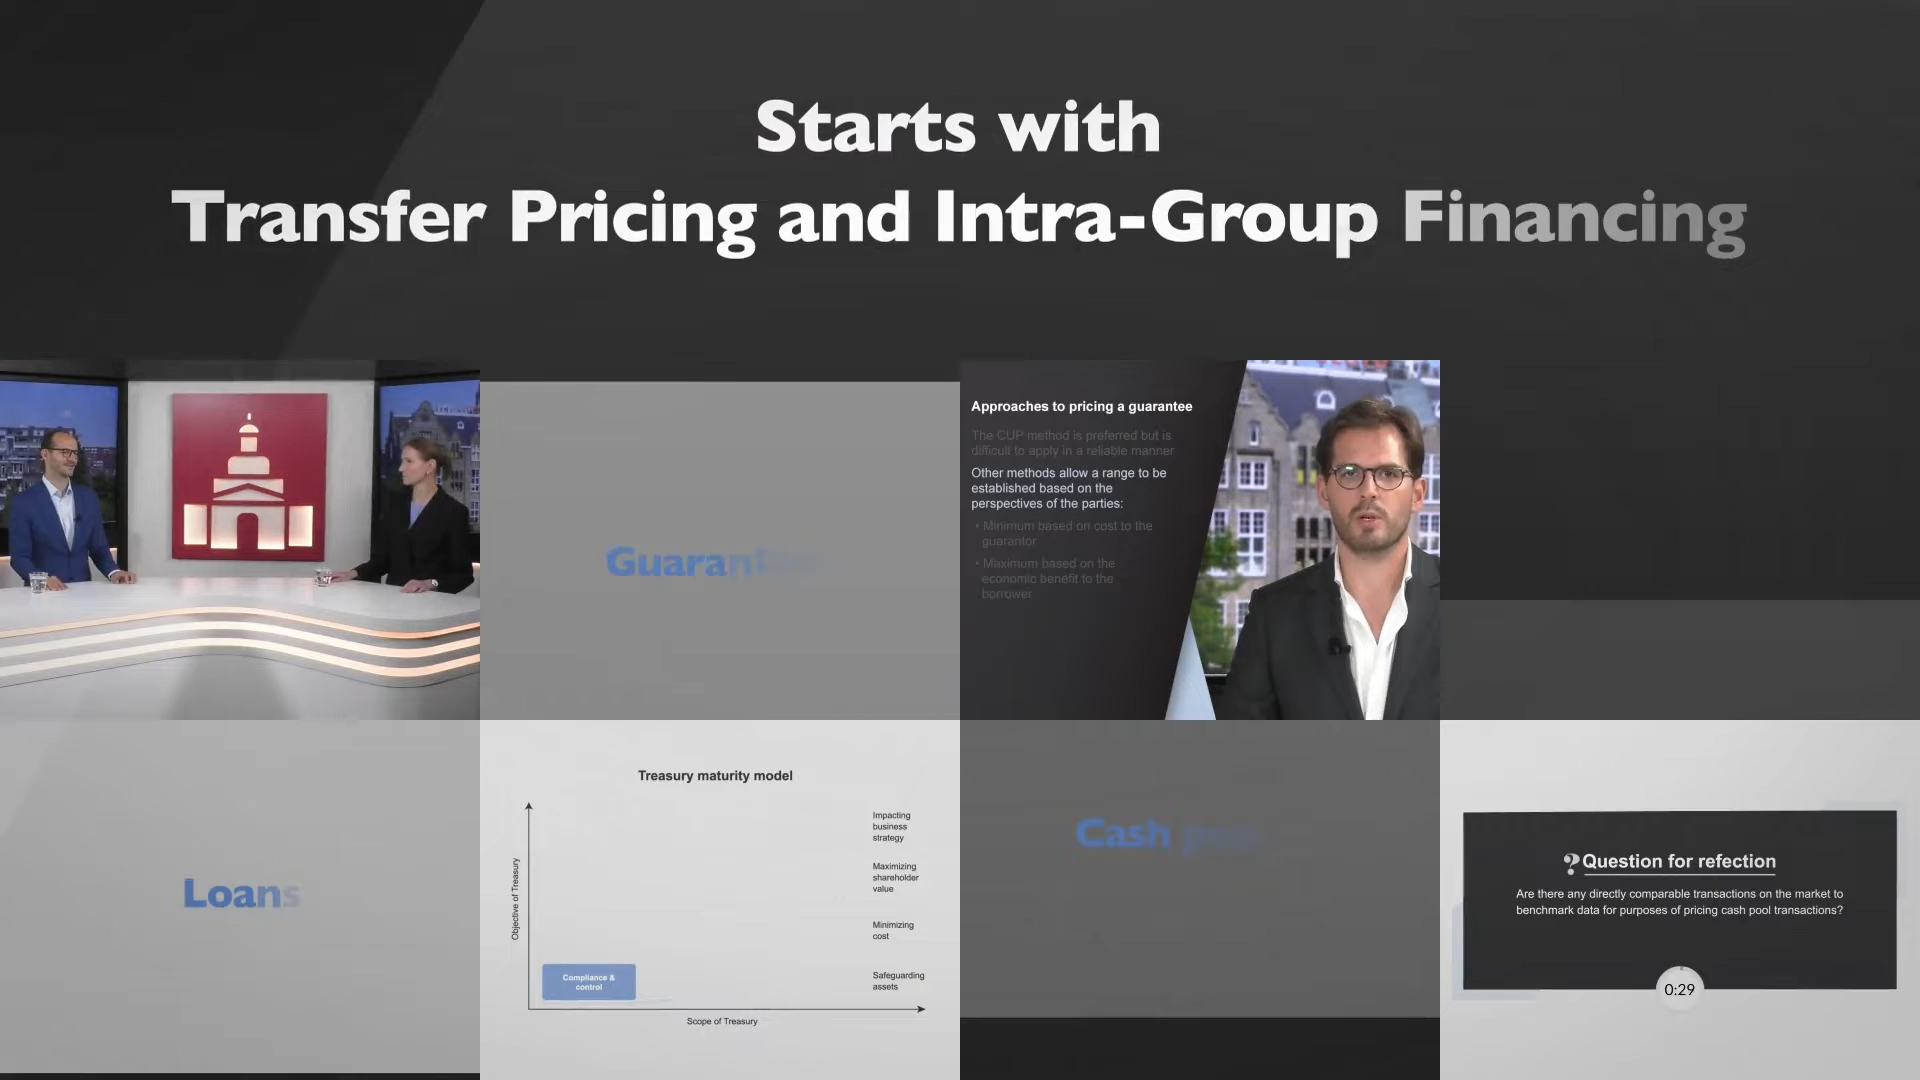 Starts with
Transfer Pricing and Intra-Group Financing
Approaches to pricing a guarantee
The CUP method is preferred but is
difficult to apply in a reliable manner
Other methods allow a range to be
established based on the
perspectives of the parties:
• Minimum based on cost to the
guarantor
• Maximum based on the
economic benefit to the
borrower
Loans
Treasury maturity model
Objective of Treasury
Impacting
business
strategy
Maximizing
shareholder
value
Minimizing
cost
Safeguarding
assets
Compliance &
control
Scope of Treasury
Cash
? Question for refection
Are there any directly comparable transactions on the market to
benchmark data for purposes of pricing cash pool transactions?
0:29